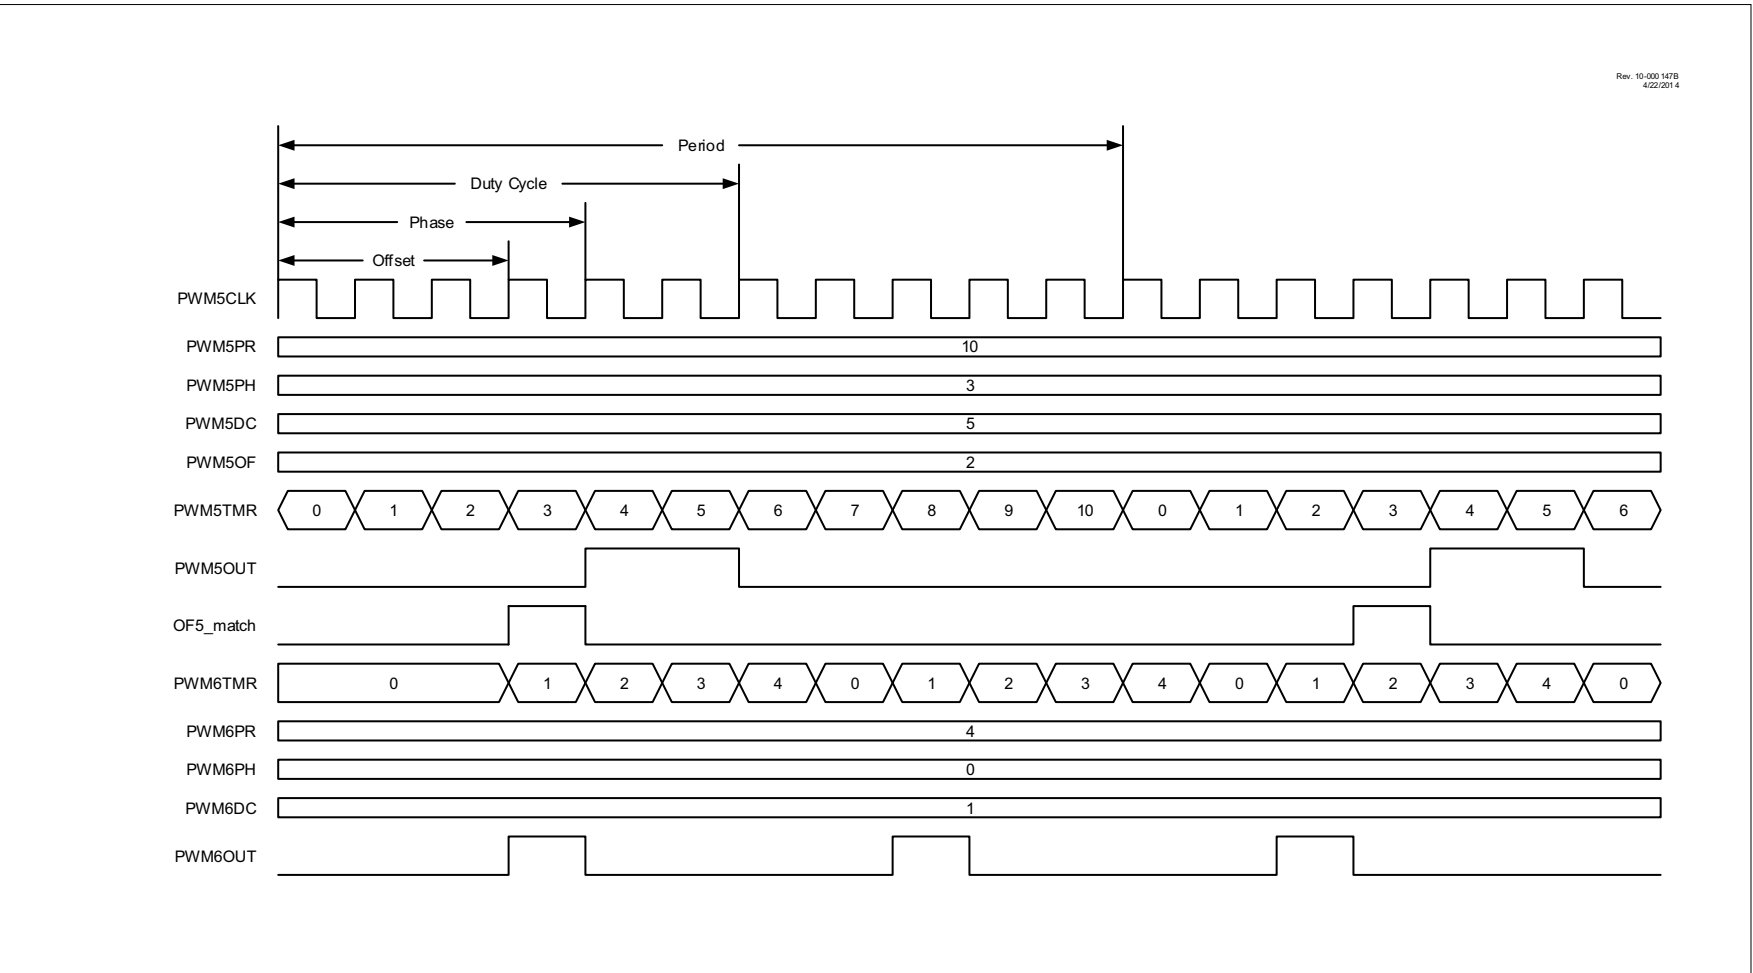 Rev. 10-000 147B
4/22/2014
Period
Duty Cycle
Phase
Offset
PWM5CLK
PWM5PR 10
PWM5PH 3
PWM5DC 5
PWM5OF 2
PWM5TMR 0 1 2 3 4 5 6 7 8 9 10 0 1 2 3 4 5 6
PWM5OUT
OF5_match
PWM6TMR 0 1 2 3 4 0 1 2 3 4 0 1 2 3 4 0
PWM6PR 4
PWM6PH 0
PWM6DC 1
PWM6OUT